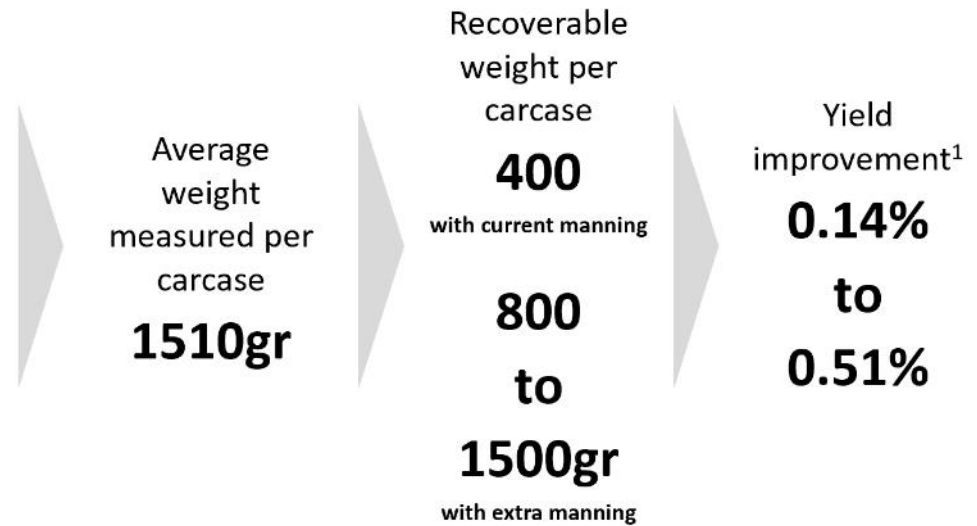 Average
weight
measured per
carcase
1510gr
Recoverable
weight per
carcase
400
with current manning
800
to
1500gr
with extra manning
Yield
improvement¹
0.14%
to
0.51%